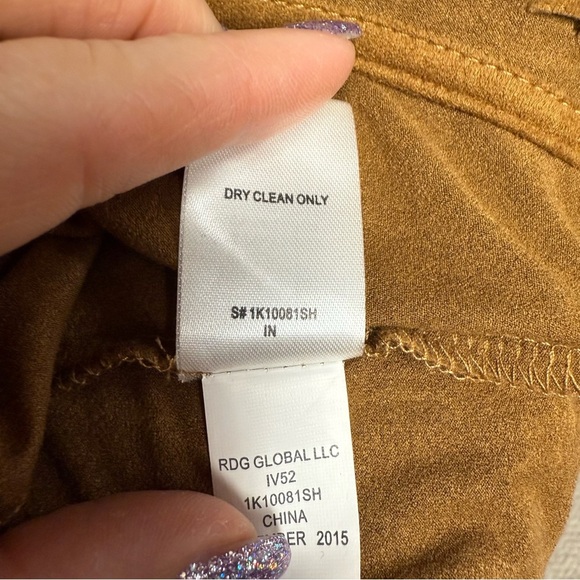 DRY CLEAN ONLY
S# 1K10081SH
IN
RDG GLOBAL LLC
IV52
1K10081SH
CHINA
2015